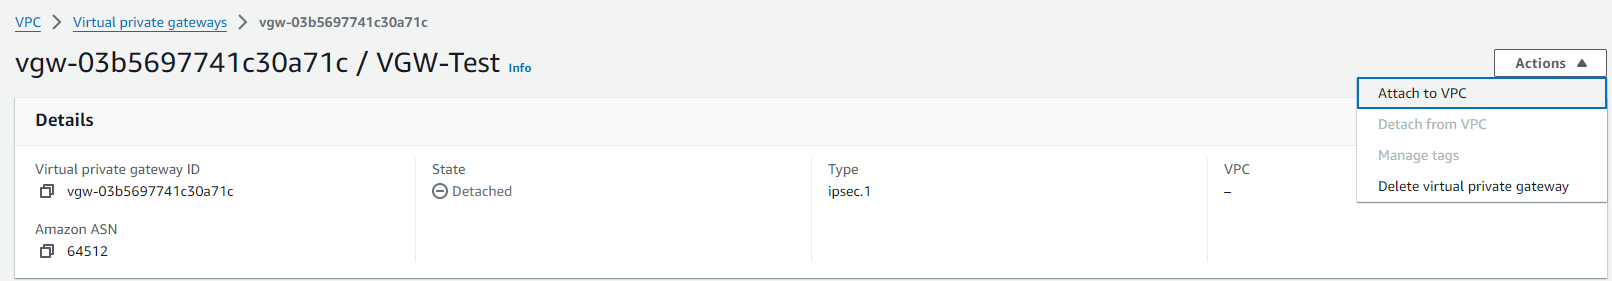 VPC > Virtual private gateways > vgw-03b5697741c30a71c
vgw-03b5697741c30a71c / VGW-Test Info
Actions
Attach to VPC
Detach from VPC
Manage tags
Delete virtual private gateway
Details
Virtual private gateway ID
vgw-03b5697741c30a71c
State
Detached
Type
ipsec.1
VPC
–
Amazon ASN
64512